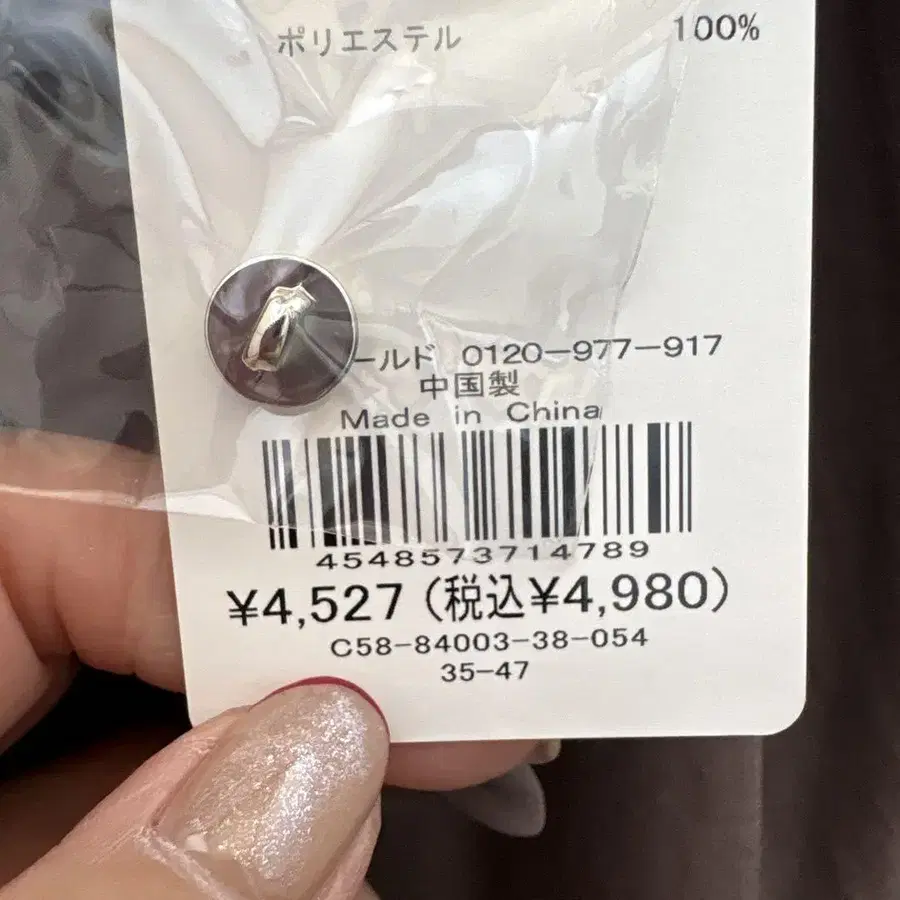 ポリエステル 100%
ールド 0120-977-917
中国製
Made in China
4548573714789
¥4,527 (税込¥4,980)
C58-84003-38-054
35-47